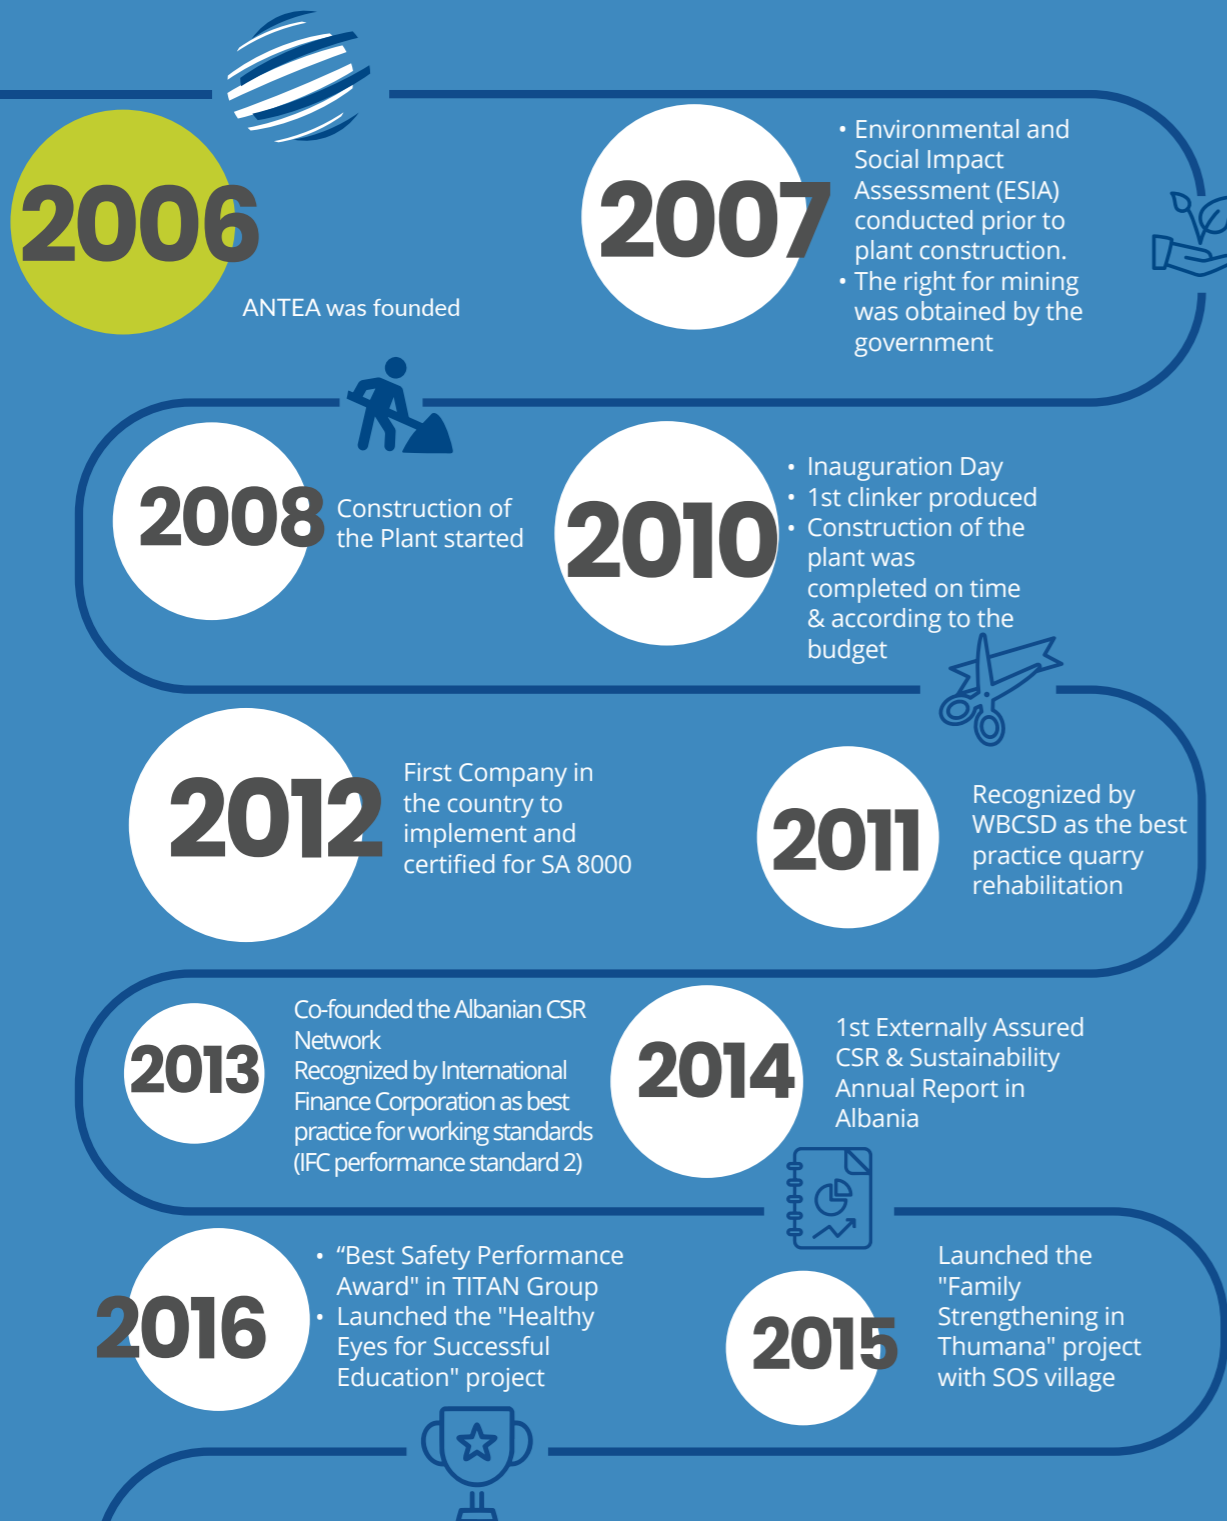 2006
ANTEA was founded
2007
• Environmental and
Social Impact
Assessment (ESIA)
conducted prior to
plant construction.
• The right for mining
was obtained by the
government
2008
Construction of
the Plant started
2010
• Inauguration Day
• 1st clinker produced
• Construction of the
plant was
completed on time
& according to the
budget
2011
Recognized by
WBCSD as the best
practice quarry
rehabilitation
2012
First Company in
the country to
implement and
certified for SA 8000
2013
Co-founded the Albanian CSR
Network
Recognized by International
Finance Corporation as best
practice for working standards
(IFC performance standard 2)
2014
1st Externally Assured
CSR & Sustainability
Annual Report in
Albania
2015
Launched the
"Family
Strengthening in
Thumana" project
with SOS village
2016
• “Best Safety Performance
Award" in TITAN Group
• Launched the "Healthy
Eyes for Successful
Education" project